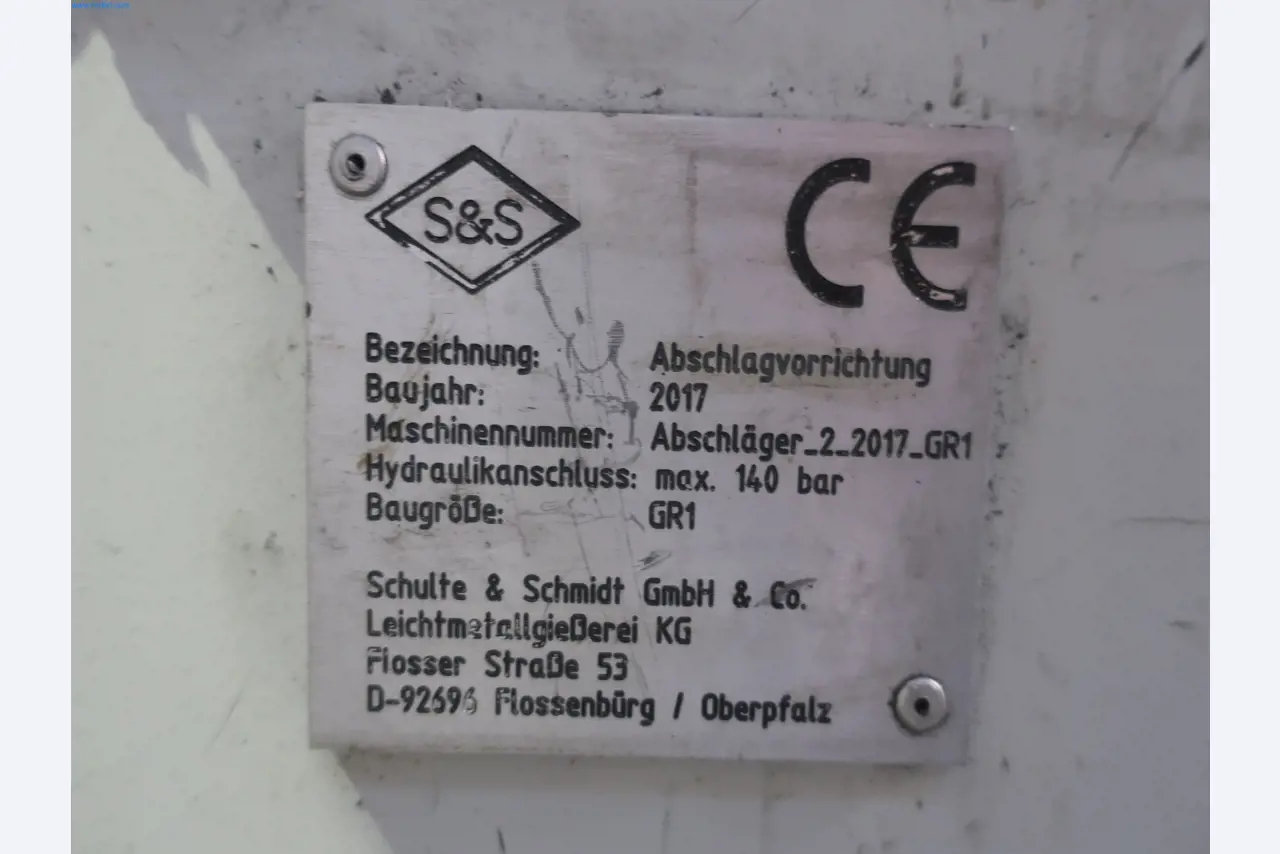 S&S
CE
Bezeichnung: Abschlagvorrichtung
Baujahr: 2017
Maschinennummer: Abschläger_2_2017_GR1
Hydraulikanschluss: max. 140 bar
Baugröße: GR1
Schulte & Schmidt GmbH & Co.
Leichtmetallgießerei KG
Flosser Straße 53
D-92696 Flossenbürg / Oberpfalz